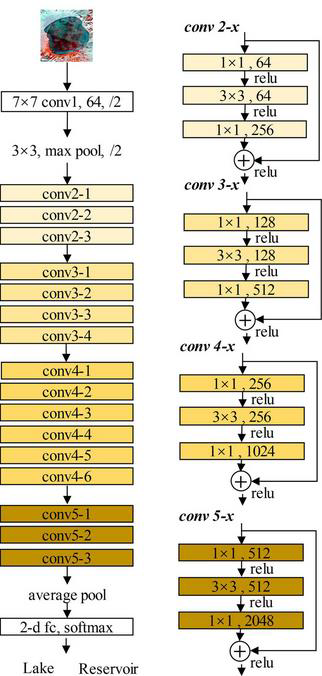 7×7 conv1, 64, /2
3×3, max pool, /2
conv2-1
conv2-2
conv2-3
conv3-1
conv3-2
conv3-3
conv3-4
conv4-1
conv4-2
conv4-3
conv4-4
conv4-5
conv4-6
conv5-1
conv5-2
conv5-3
average pool
2-d fc, softmax
Lake Reservoir
conv 2-x
1×1 , 64
relu
3×3 , 64
relu
1×1 , 256
relu
conv 3-x
1×1 , 128
relu
3×3 , 128
relu
1×1 , 512
relu
conv 4-x
1×1 , 256
relu
3×3 , 256
relu
1×1 , 1024
relu
conv 5-x
1×1 , 512
relu
3×3 , 512
relu
1×1 , 2048
relu